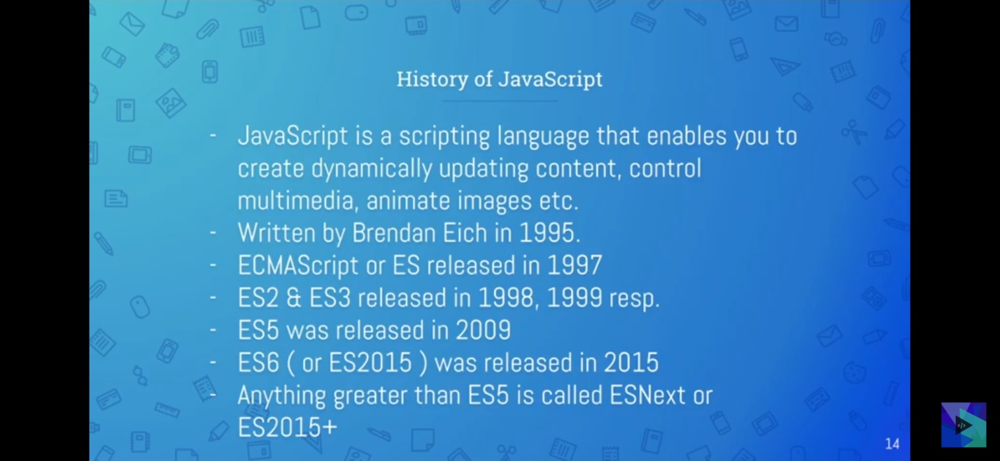 History of JavaScript
- JavaScript is a scripting language that enables you to
create dynamically updating content, control
multimedia, animate images etc.
- Written by Brendan Eich in 1995.
- ECMAScript or ES released in 1997
- ES2 & ES3 released in 1998, 1999 resp.
- ES5 was released in 2009
- ES6 ( or ES2015 ) was released in 2015
- Anything greater than ES5 is called ESNext or
ES2015+
14
</>